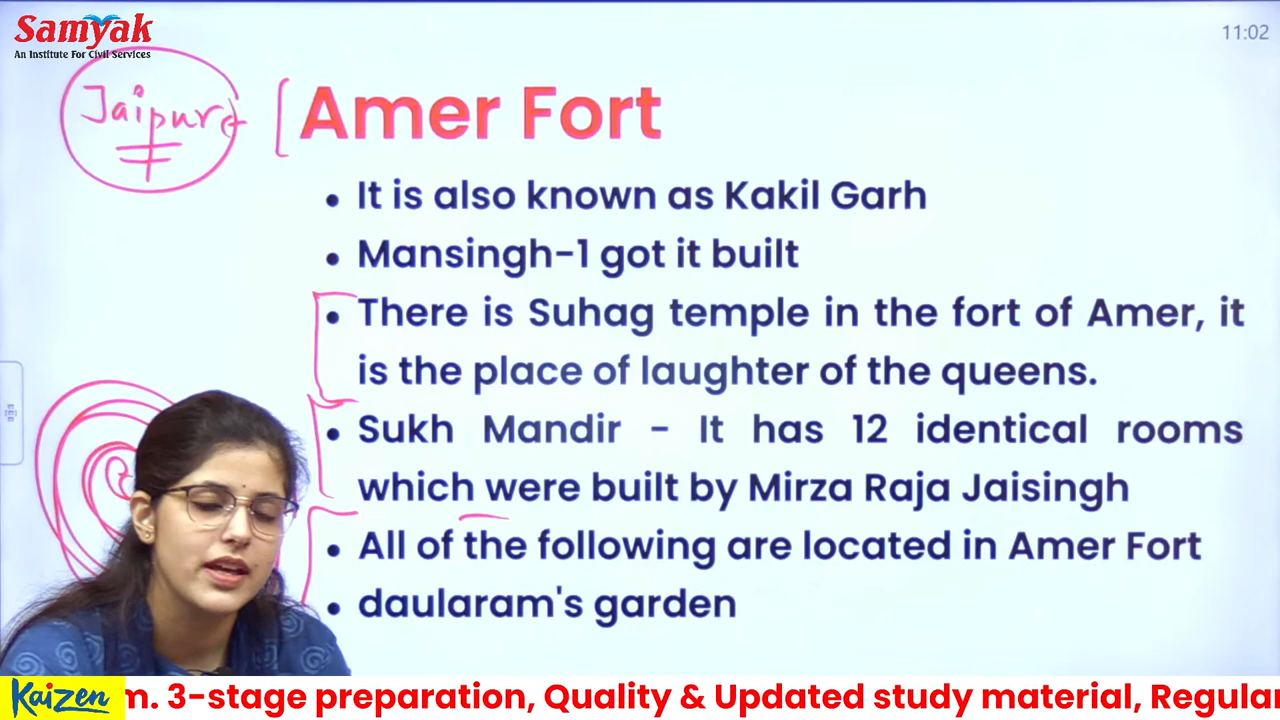 Samyak
An Institute For Civil Services
11:02
Jaipur
Amer Fort
• It is also known as Kakil Garh
• Mansingh-1 got it built
• There is Suhag temple in the fort of Amer, it
is the place of laughter of the queens.
• Sukh Mandir - It has 12 identical rooms
which were built by Mirza Raja Jaisingh
• All of the following are located in Amer Fort
• daularam's garden
Kaizen
m. 3-stage preparation, Quality & Updated study material, Regula